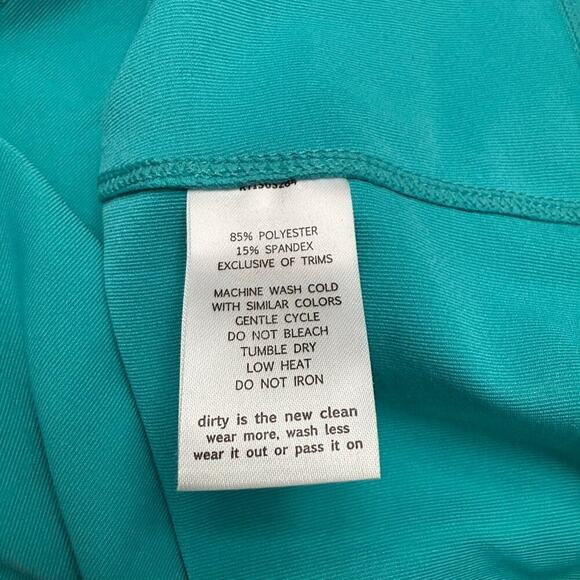 85% POLYESTER
15% SPANDEX
EXCLUSIVE OF TRIMS
MACHINE WASH COLD
WITH SIMILAR COLORS
GENTLE CYCLE
DO NOT BLEACH
TUMBLE DRY
LOW HEAT
DO NOT IRON
dirty is the new clean
wear more, wash less
wear it out or pass it on